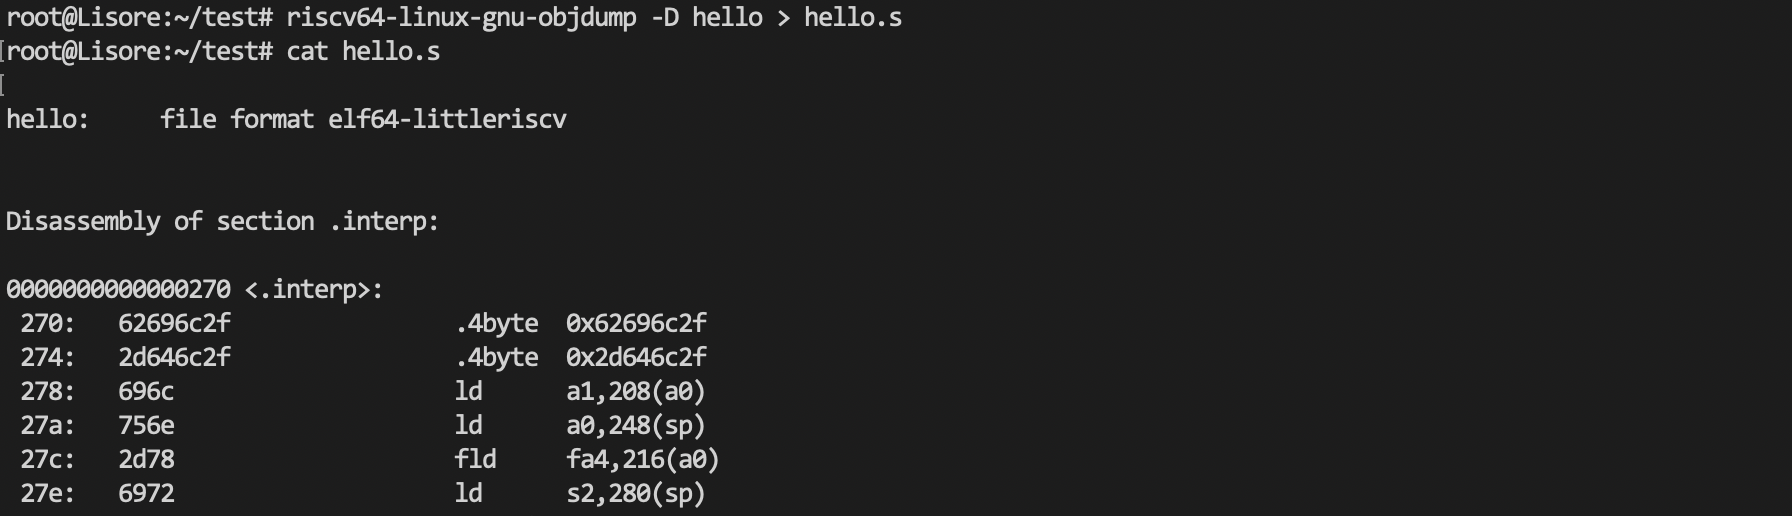 root@Lisore:~/test# riscv64-linux-gnu-objdump -D hello > hello.s
root@Lisore:~/test# cat hello.s
hello:     file format elf64-littleriscv
Disassembly of section .interp:
0000000000000270 <.interp>:
 270:   62696c2f                .4byte  0x62696c2f
 274:   2d646c2f                .4byte  0x2d646c2f
 278:   696c                    ld      a1,208(a0)
 27a:   756e                    ld      a0,248(sp)
 27c:   2d78                    fld     fa4,216(a0)
 27e:   6972                    ld      s2,280(sp)